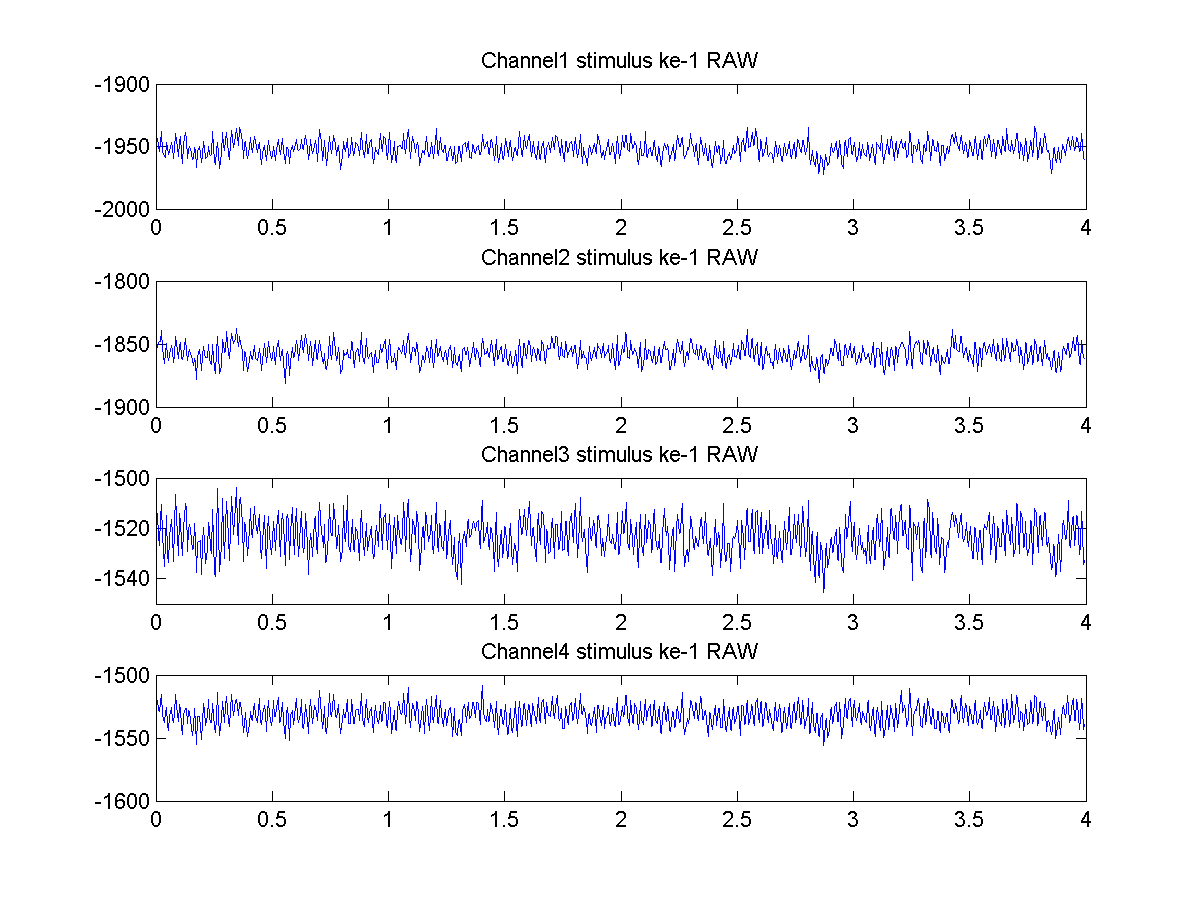 Channel1 stimulus ke-1 RAW
-1900
-1950
-2000
0 0.5 1 1.5 2 2.5 3 3.5 4
Channel2 stimulus ke-1 RAW
-1800
-1850
-1900
0 0.5 1 1.5 2 2.5 3 3.5 4
Channel3 stimulus ke-1 RAW
-1500
-1520
-1540
0 0.5 1 1.5 2 2.5 3 3.5 4
Channel4 stimulus ke-1 RAW
-1500
-1550
-1600
0 0.5 1 1.5 2 2.5 3 3.5 4